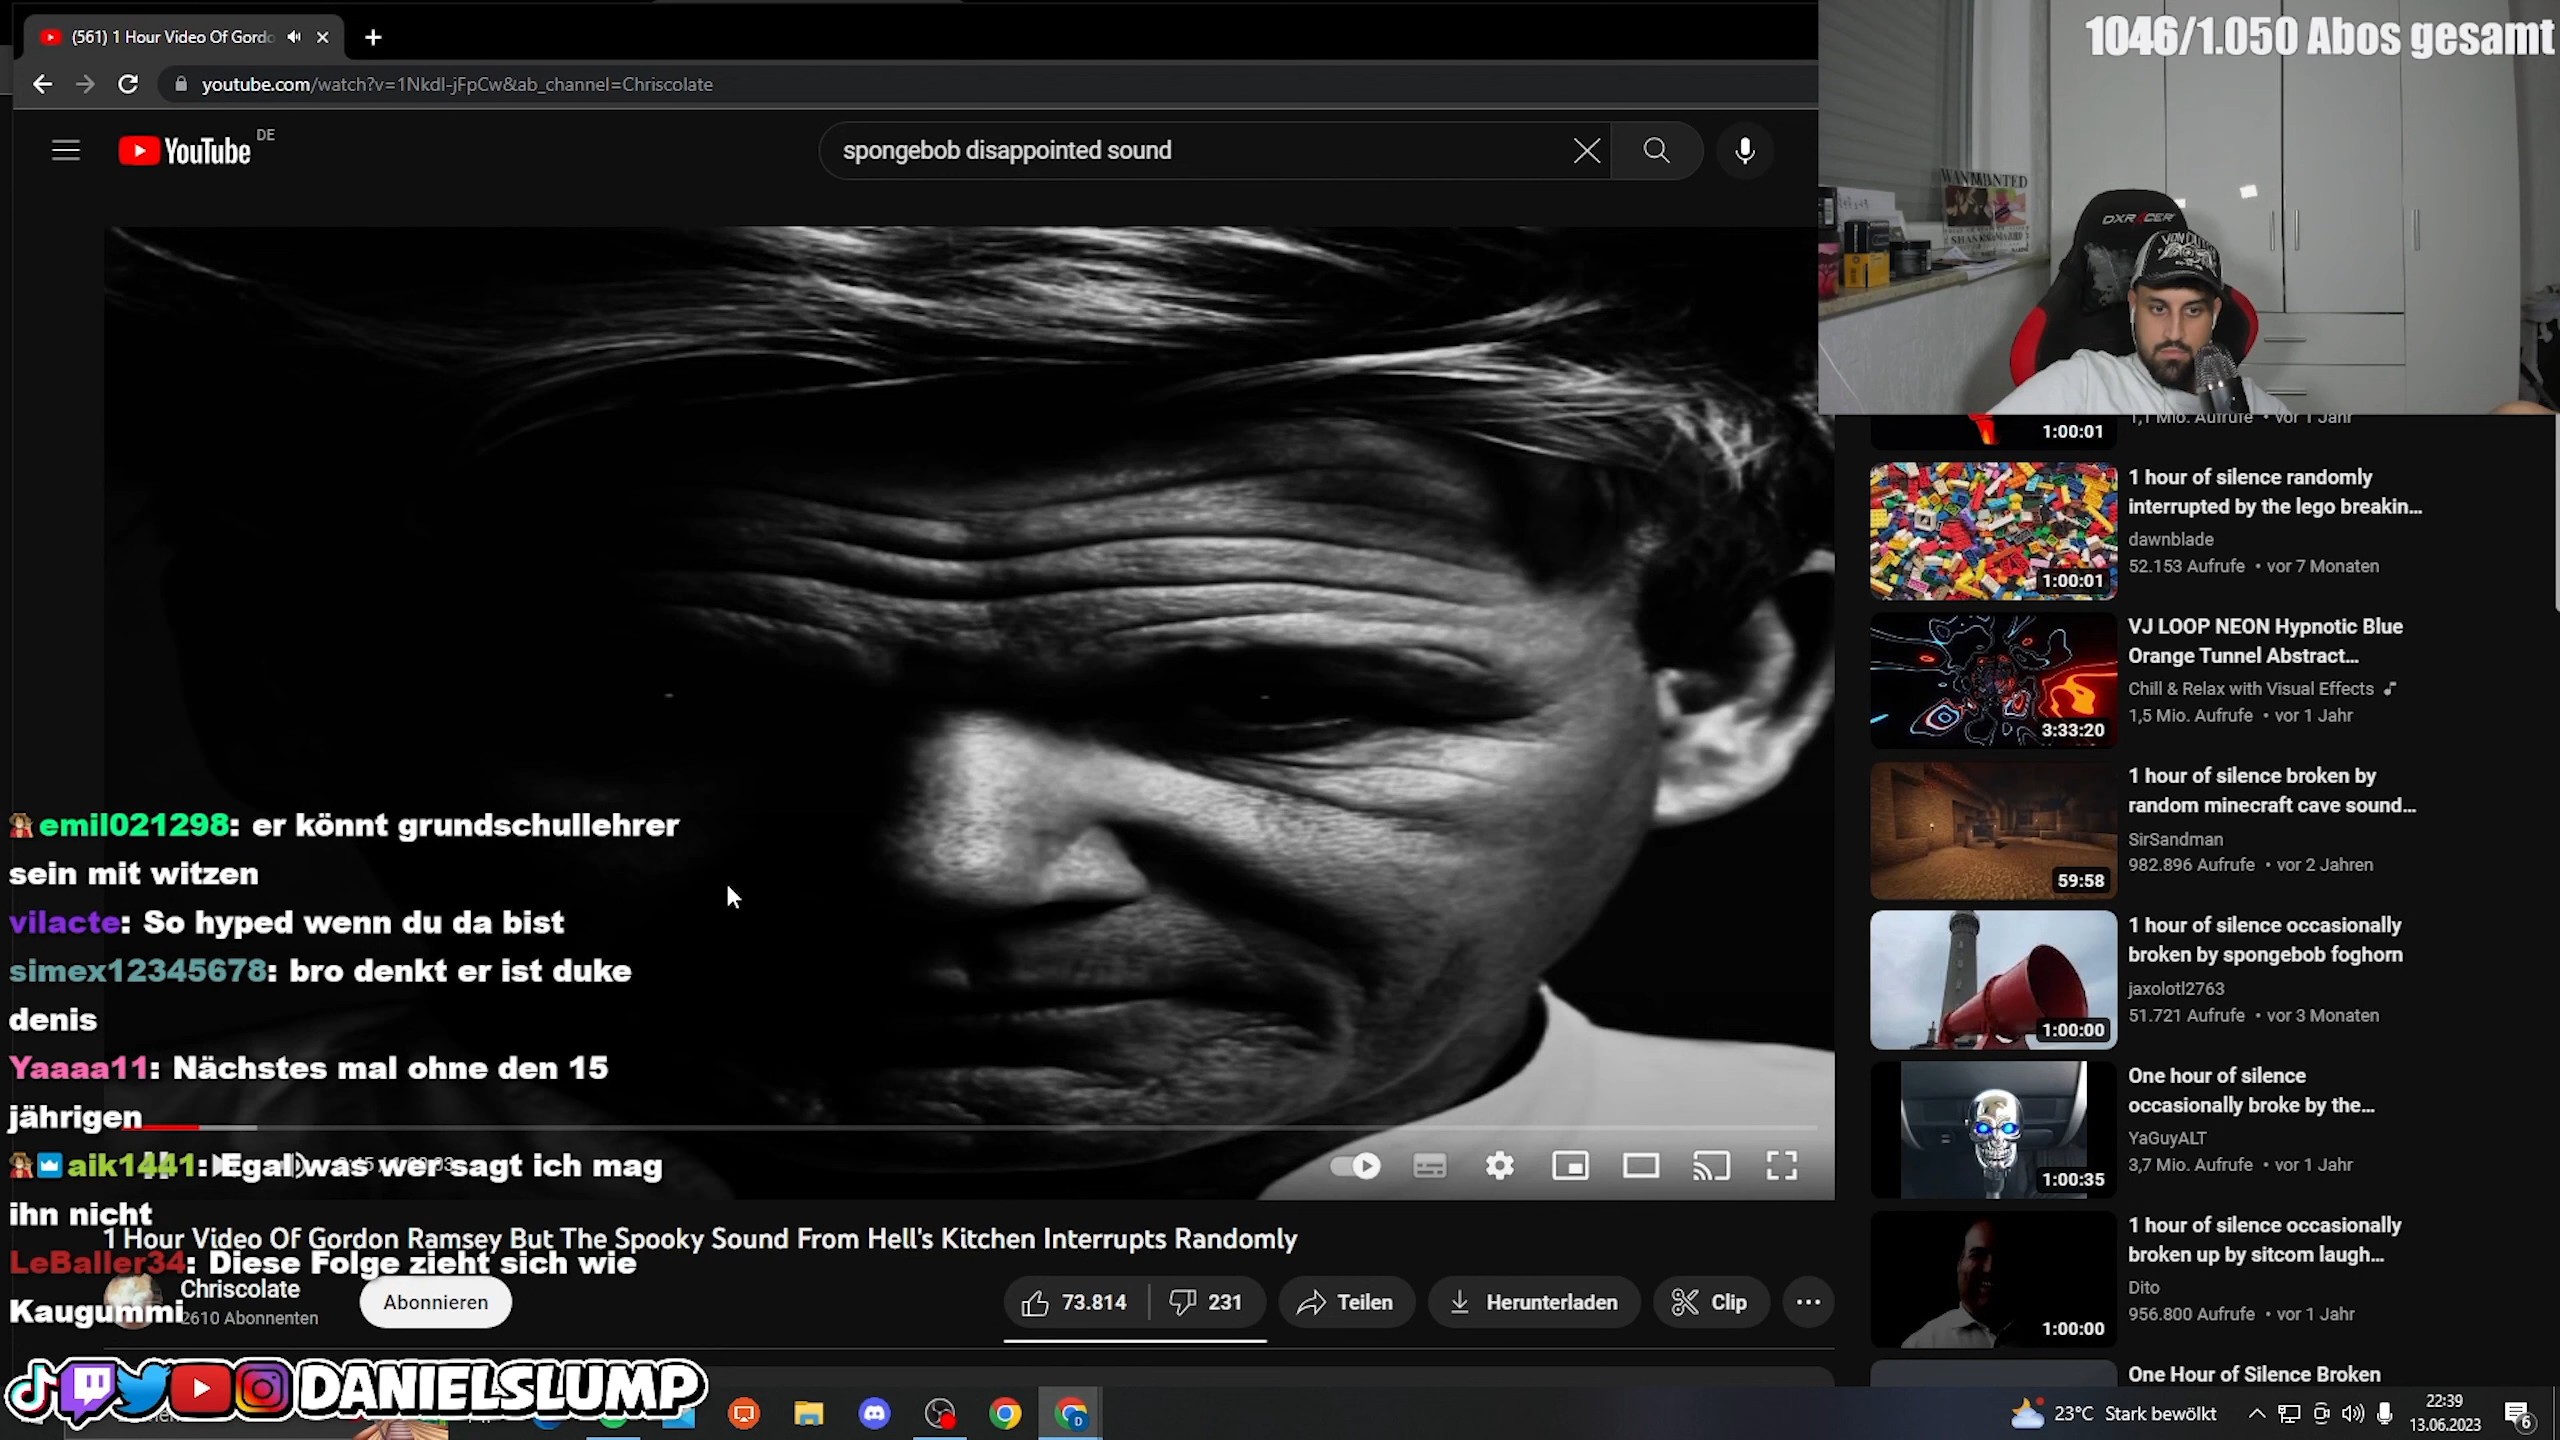 (561) 1 Hour Video Of Gordo
1046/1.050 Abos gesamt
youtube.com/watch?v=1NkdI-jFpCw&ab_channel=Chriscolate
YouTube DE
spongebob disappointed sound
WANTED
DXRACER
1,1 Mio. Aufrufe • vor 1 Jahr
1:00:01
1 hour of silence randomly
interrupted by the lego breakin...
dawnblade
52.153 Aufrufe • vor 7 Monaten
1:00:01
VJ LOOP NEON Hypnotic Blue
Orange Tunnel Abstract...
Chill & Relax with Visual Effects
1,5 Mio. Aufrufe • vor 1 Jahr
3:33:20
1 hour of silence broken by
random minecraft cave sound...
SirSandman
982.896 Aufrufe • vor 2 Jahren
59:58
1 hour of silence occasionally
broken by spongebob foghorn
jaxolotl2763
51.721 Aufrufe • vor 3 Monaten
1:00:00
One hour of silence
occasionally broke by the...
YaGuyALT
3,7 Mio. Aufrufe • vor 1 Jahr
1:00:35
1 hour of silence occasionally
broken up by sitcom laugh...
Dito
956.800 Aufrufe • vor 1 Jahr
1:00:00
One Hour of Silence Broken
emil021298: er könnt grundschullehrer
sein mit witzen
vilacte: So hyped wenn du da bist
simex12345678: bro denkt er ist duke
denis
Yaaaa11: Nächstes mal ohne den 15
jährigen
aik1441: Egal was wer sagt ich mag
ihn nicht
1 Hour Video Of Gordon Ramsey But The Spooky Sound From Hell's Kitchen Interrupts Randomly
LeBaller34: Diese Folge zieht sich wie
Kaugummi
Chriscolate
2610 Abonnenten
Abonnieren
73.814
231
Teilen
Herunterladen
Clip
DANIELSLUMP
23°C Stark bewölkt
22:39
13.06.2023
6